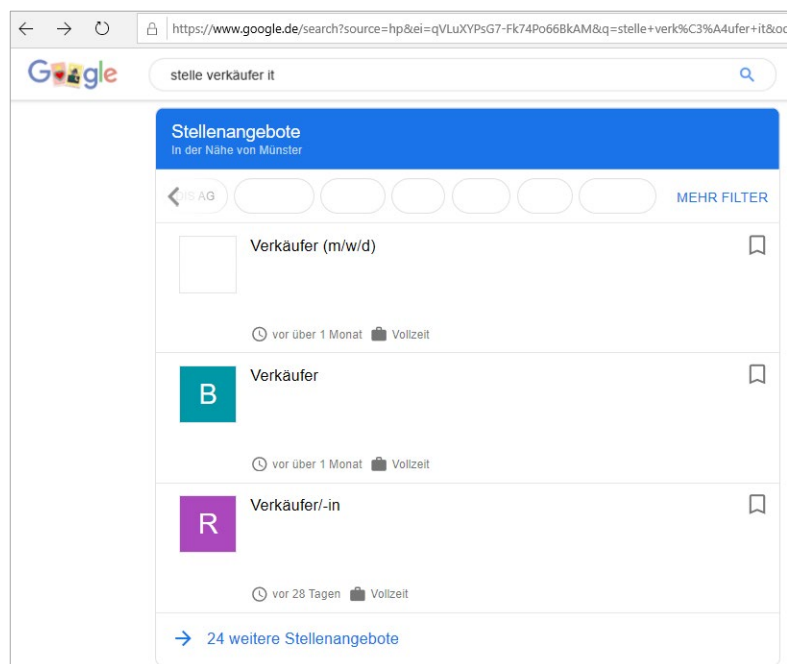 https://www.google.de/search?source=hp&ei=qVLuXYPsG7-Fk74Po66BkAM&q=stelle+verk%C3%A4ufer+it&oc
Google
stelle verkäufer it
Stellenangebote
In der Nähe von Münster
AG
MEHR FILTER
Verkäufer (m/w/d)
vor über 1 Monat Vollzeit
B
Verkäufer
vor über 1 Monat Vollzeit
R
Verkäufer/-in
vor 28 Tagen Vollzeit
24 weitere Stellenangebote